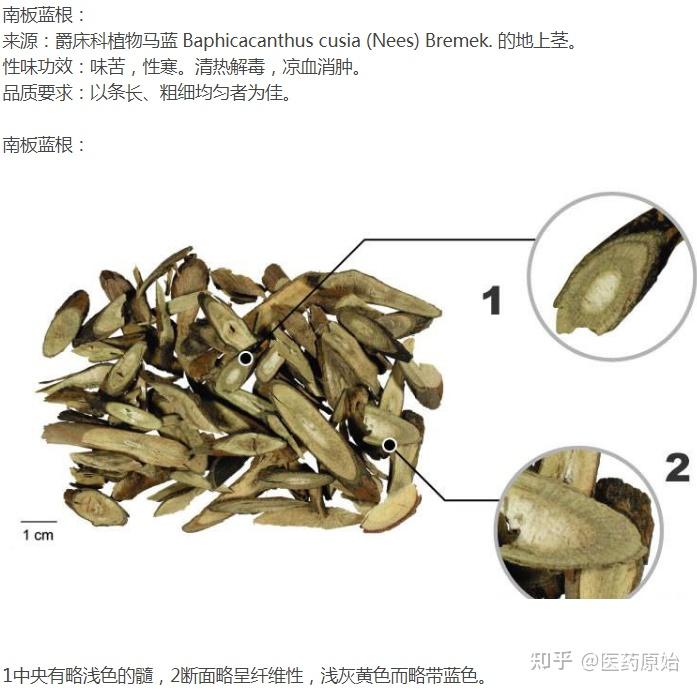 南板蓝根：
来源：爵床科植物马蓝 Baphicacanthus cusia (Nees) Bremek. 的地上茎。
性味功效：味苦，性寒。清热解毒，凉血消肿。
品质要求：以条长、粗细均匀者为佳。
南板蓝根：
1
2
1 cm
知乎 @医药原始
1中央有略浅色的髓，2断面略呈纤维性，浅灰黄色而略带蓝色。